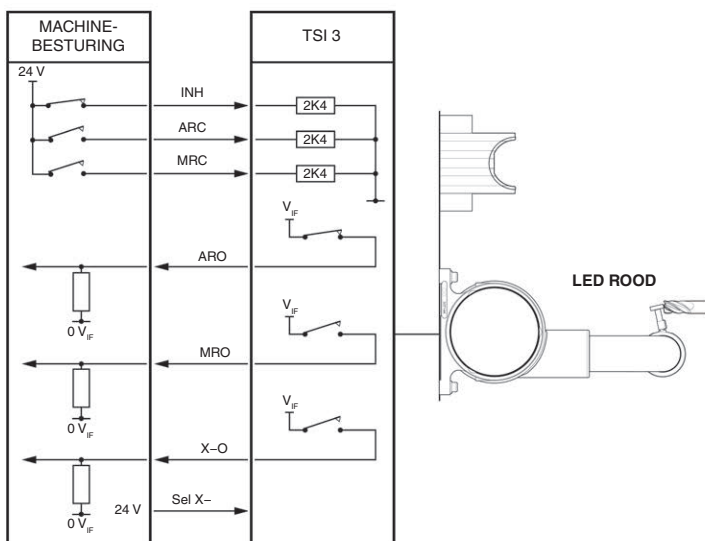 MACHINE-
BESTURING
TSI 3
24 V
INH
2K4
ARC
2K4
MRC
2K4
V_IF
ARO
0 V_IF
V_IF
MRO
0 V_IF
V_IF
X–O
0 V_IF
24 V
Sel X–
LED ROOD